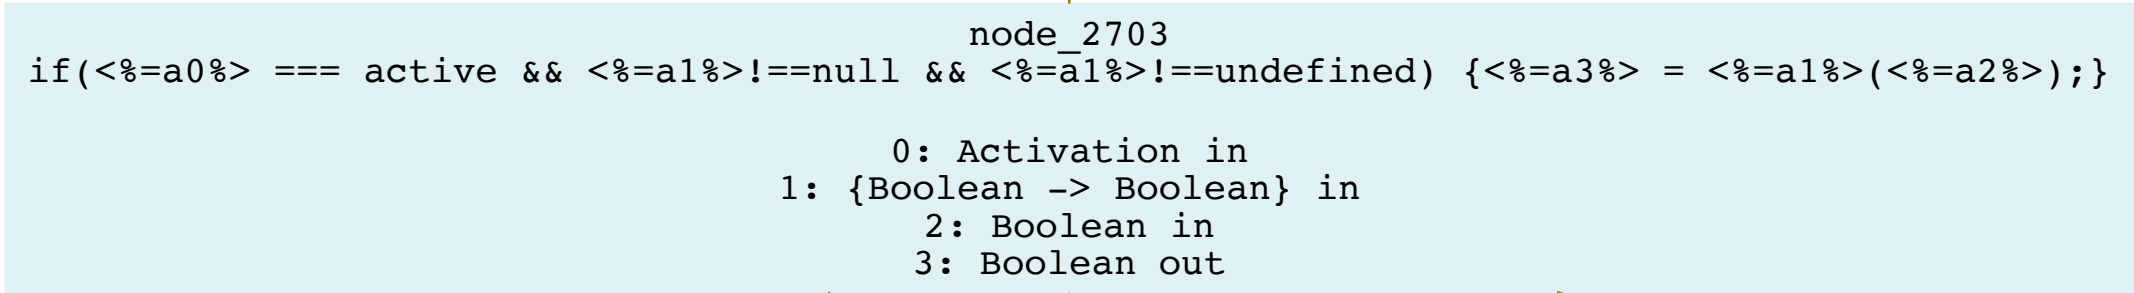 node_2703
if(<%=a0%> === active && <%=a1%>!==null && <%=a1%>!==undefined) {<%=a3%> = <%=a1%>(<%=a2%>);}
0: Activation in
1: {Boolean -> Boolean} in
2: Boolean in
3: Boolean out